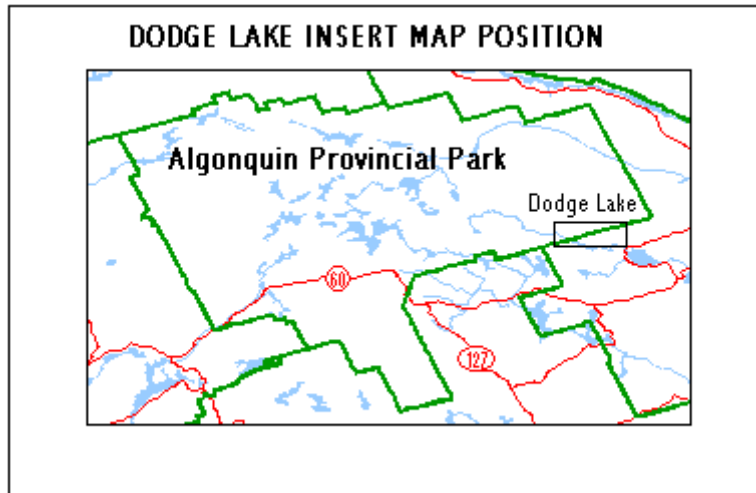 DODGE LAKE INSERT MAP POSITION
Algonquin Provincial Park
Dodge Lake
60
127